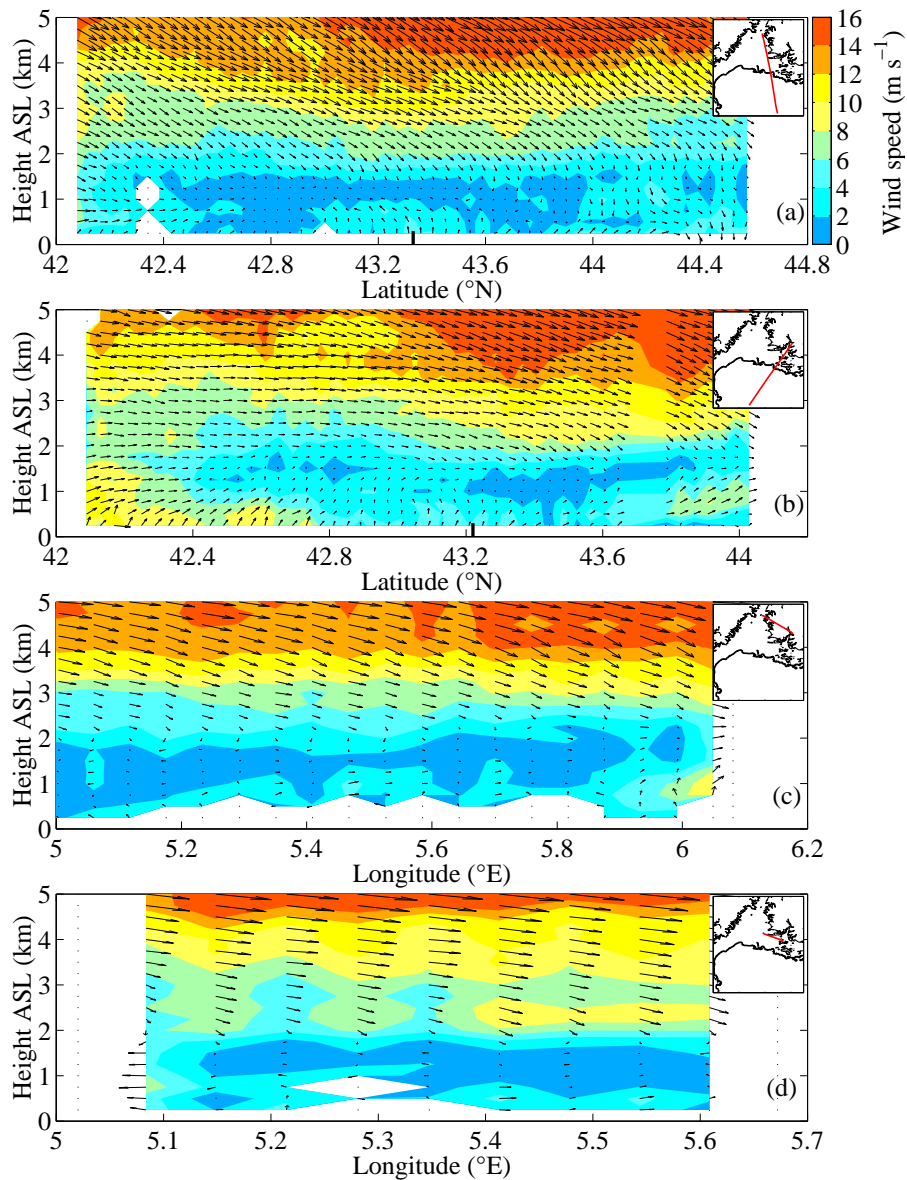 5
4
3
2
1
0
Height ASL (km)
(a)
42 42.4 42.8 43.2 43.6 44 44.4 44.8
Latitude (°N)
16
14
12
10
8
6
4
2
0
Wind speed (m s⁻¹)
5
4
3
2
1
0
Height ASL (km)
(b)
42 42.4 42.8 43.2 43.6 44
Latitude (°N)
5
4
3
2
1
0
Height ASL (km)
(c)
5 5.2 5.4 5.6 5.8 6 6.2
Longitude (°E)
5
4
3
2
1
0
Height ASL (km)
(d)
5 5.1 5.2 5.3 5.4 5.5 5.6 5.7
Longitude (°E)